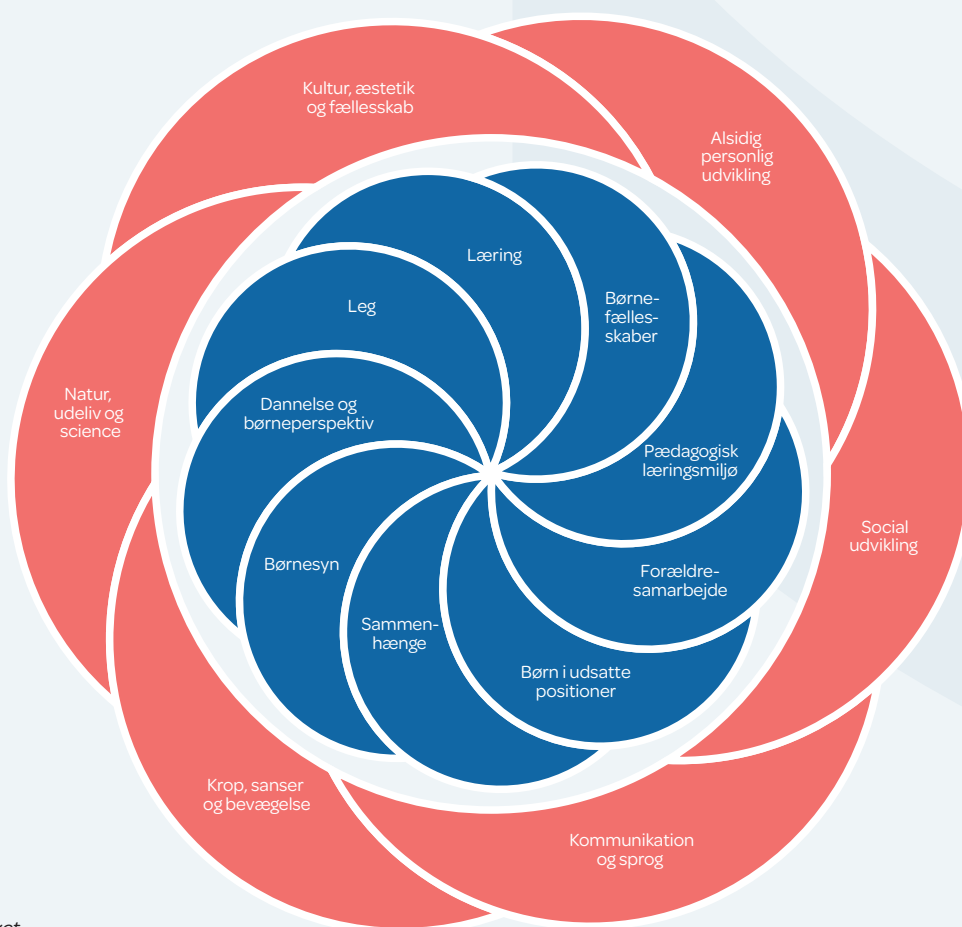 Kultur, æstetik
og fællesskab
Alsidig
personlig
udvikling
Læring
Børne-
fælles-
skaber
Leg
Natur,
udeliv og
science
Dannelse og
børneperspektiv
Pædagogisk
læringsmiljø
Social
udvikling
Børnesyn
Forældre-
samarbejde
Sammen-
hænge
Børn i udsatte
positioner
Krop, sanser
og bevægelse
Kommunikation
og sprog